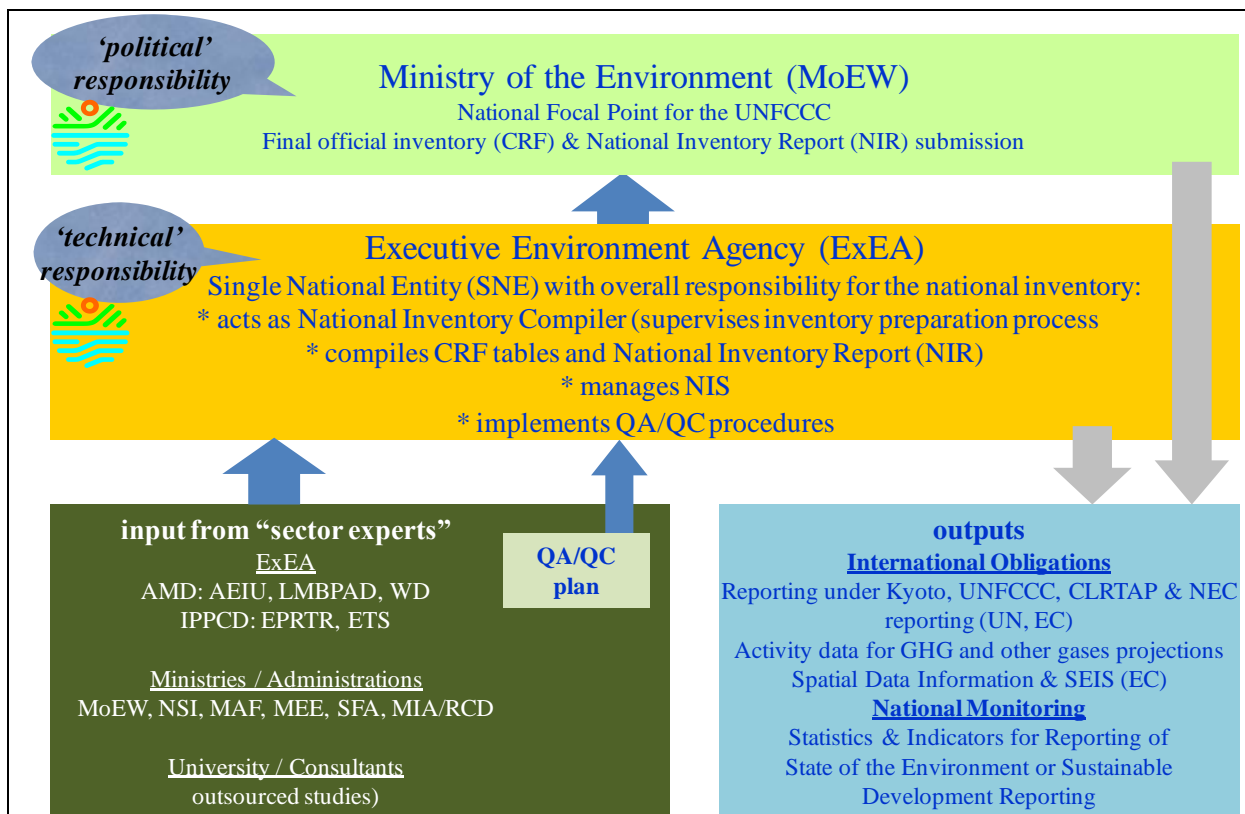 ‘political’
responsibility
Ministry of the Environment (MoEW)
National Focal Point for the UNFCCC
Final official inventory (CRF) & National Inventory Report (NIR) submission
‘technical’
responsibility
Executive Environment Agency (ExEA)
Single National Entity (SNE) with overall responsibility for the national inventory:
* acts as National Inventory Compiler (supervises inventory preparation process
* compiles CRF tables and National Inventory Report (NIR)
* manages NIS
* implements QA/QC procedures
input from “sector experts”
ExEA
AMD: AEIU, LMBPAD, WD
IPPCD: EPRTR, ETS
Ministries / Administrations
MoEW, NSI, MAF, MEE, SFA, MIA/RCD
University / Consultants
outsourced studies)
QA/QC
plan
outputs
International Obligations
Reporting under Kyoto, UNFCCC, CLRTAP & NEC
reporting (UN, EC)
Activity data for GHG and other gases projections
Spatial Data Information & SEIS (EC)
National Monitoring
Statistics & Indicators for Reporting of
State of the Environment or Sustainable
Development Reporting